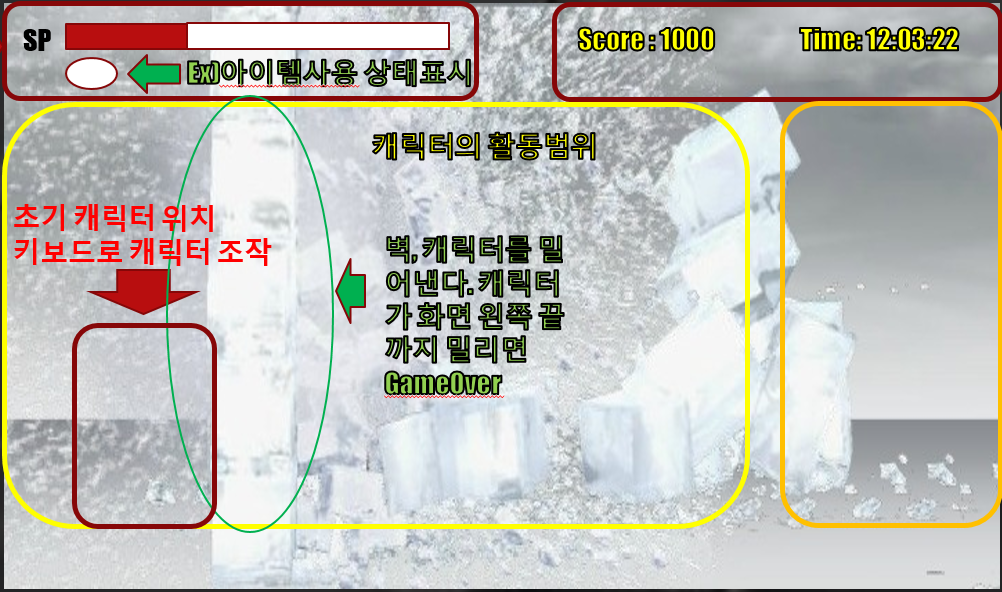 SP
Score : 1000
Time: 12:03:22
Ex)아이템사용 상태표시
캐릭터의 활동범위
초기 캐릭터 위치
키보드로 캐릭터 조작
벽, 캐릭터를 밀
어낸다. 캐릭터
가 화면 왼쪽 끝
까지 밀리면
GameOver